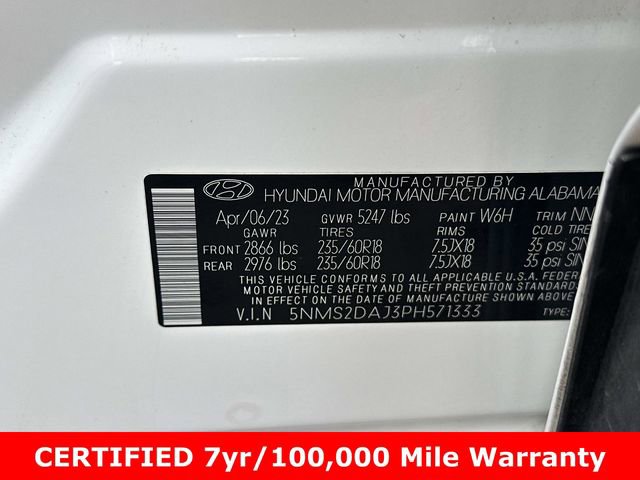 MANUFACTURED BY
HYUNDAI MOTOR MANUFACTURING ALABAMA
Apr/06/23 GVWR 5247 lbs PAINT W6H TRIM NN
GAWR TIRES RIMS COLD TIRE
FRONT 2866 lbs 235/60R18 7.5JX18 35 psi SIN
REAR 2976 lbs 235/60R18 7.5JX18 35 psi SIN
THIS VEHICLE CONFORMS TO ALL APPLICABLE U.S.A. FEDER
MOTOR VEHICLE SAFETY AND THEFT PREVENTION STANDARDS
IN EFFECT ON THE DATE OF MANUFACTURE SHOWN ABOVE.
V.I.N 5NMS2DAJ3PH571333
CERTIFIED 7yr/100,000 Mile Warranty